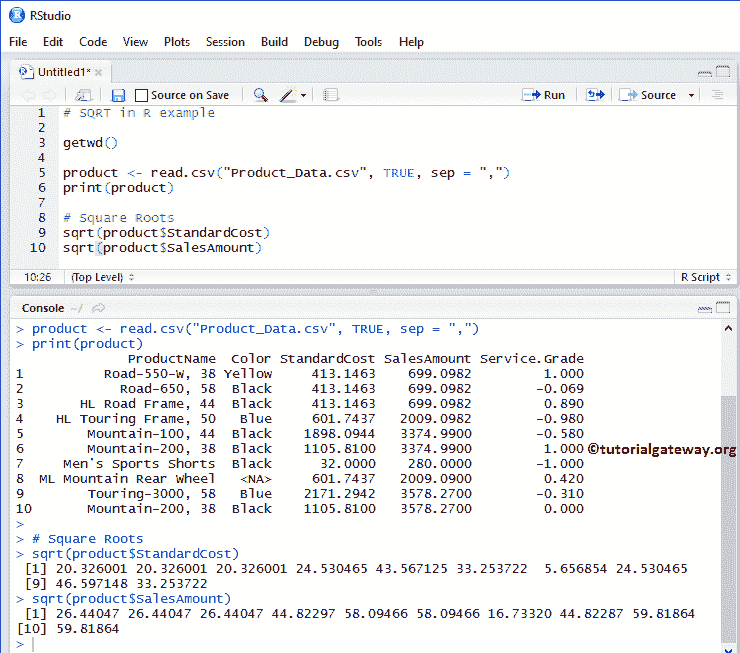 RStudio
File Edit Code View Plots Session Build Debug Tools Help
Untitled1*
Source on Save Run Source
1 # SQRT in R example
2
3 getwd()
4
5 product <- read.csv("Product_Data.csv", TRUE, sep = ",")
6 print(product)
7
8 # Square Roots
9 sqrt(product$StandardCost)
10 sqrt(product$SalesAmount)
10:26 (Top Level) R Script
Console ~/
> product <- read.csv("Product_Data.csv", TRUE, sep = ",")
> print(product)
ProductName Color StandardCost SalesAmount Service.Grade
1 Road-550-W, 38 Yellow 413.1463 699.0982 1.000
2 Road-650, 58 Black 413.1463 699.0982 -0.069
3 HL Road Frame, 44 Black 413.1463 699.0982 0.890
4 HL Touring Frame, 50 Blue 601.7437 2009.0982 -0.980
5 Mountain-100, 44 Black 1898.0944 3374.9900 -0.580
6 Mountain-200, 38 Black 1105.8100 3374.9900 1.000 ©tutorialgateway.org
7 Men's Sports Shorts Black 32.0000 280.0000 -1.000
8 ML Mountain Rear Wheel <NA> 601.7437 2009.0900 0.420
9 Touring-3000, 58 Blue 2171.2942 3578.2700 -0.310
10 Mountain-200, 38 Black 1105.8100 3578.2700 0.000
>
> # Square Roots
> sqrt(product$StandardCost)
[1] 20.326001 20.326001 20.326001 24.530465 43.567125 33.253722 5.656854 24.530465
[9] 46.597148 33.253722
> sqrt(product$SalesAmount)
[1] 26.44047 26.44047 26.44047 44.82297 58.09466 58.09466 16.73320 44.82287 59.81864
[10] 59.81864
>